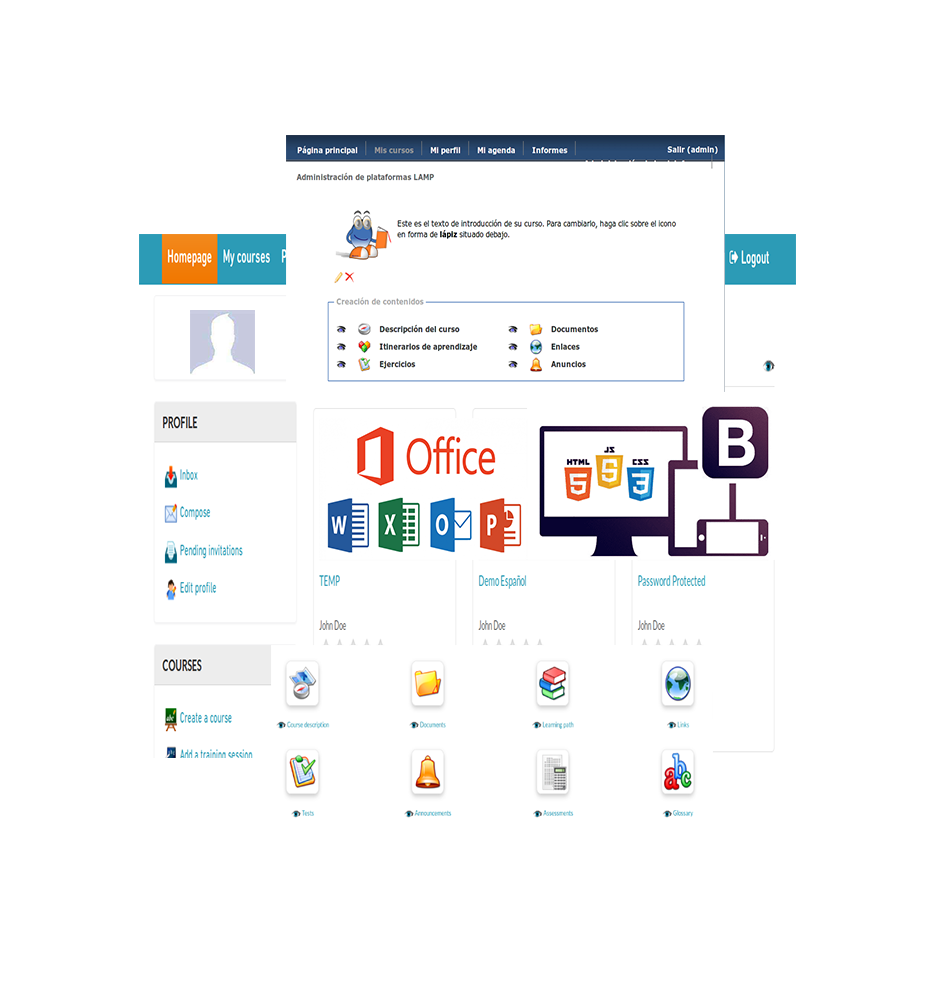 Página principal
Mis cursos
Mi perfil
Mi agenda
Informes
Salir (admin)
Administración de plataformas LAMP
Este es el texto de introducción de su curso. Para cambiarlo, haga clic sobre el icono
en forma de lápiz situado debajo.
Homepage
My courses
P
Logout
Creación de contenidos
Descripción del curso
Documentos
Itinerarios de aprendizaje
Enlaces
Ejercicios
Anuncios
PROFILE
Inbox
Compose
Pending invitations
Edit profile
Office
W
X
O
P
HTML
5
JS
5
CSS
3
B
TEMP
Demo Español
Password Protected
John Doe
John Doe
John Doe
COURSES
Create a course
Add a training session
Course description
Documents
Learning path
Links
Tests
Announcements
Assessments
Glossary
abc